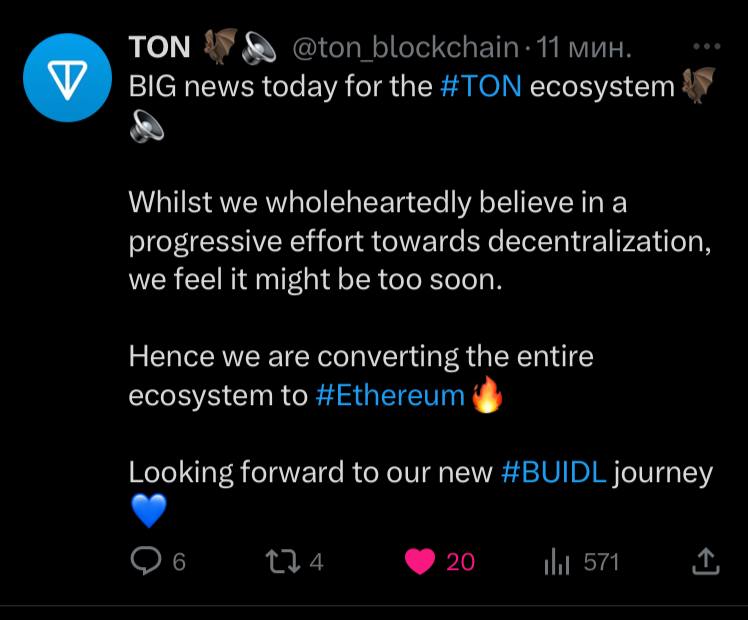 TON 🦇🔊 @ton_blockchain · 11 мин.
BIG news today for the #TON ecosystem 🦇
🔊
Whilst we wholeheartedly believe in a
progressive effort towards decentralization,
we feel it might be too soon.
Hence we are converting the entire
ecosystem to #Ethereum 🔥
Looking forward to our new #BUIDL journey
💙
6 4 20 571